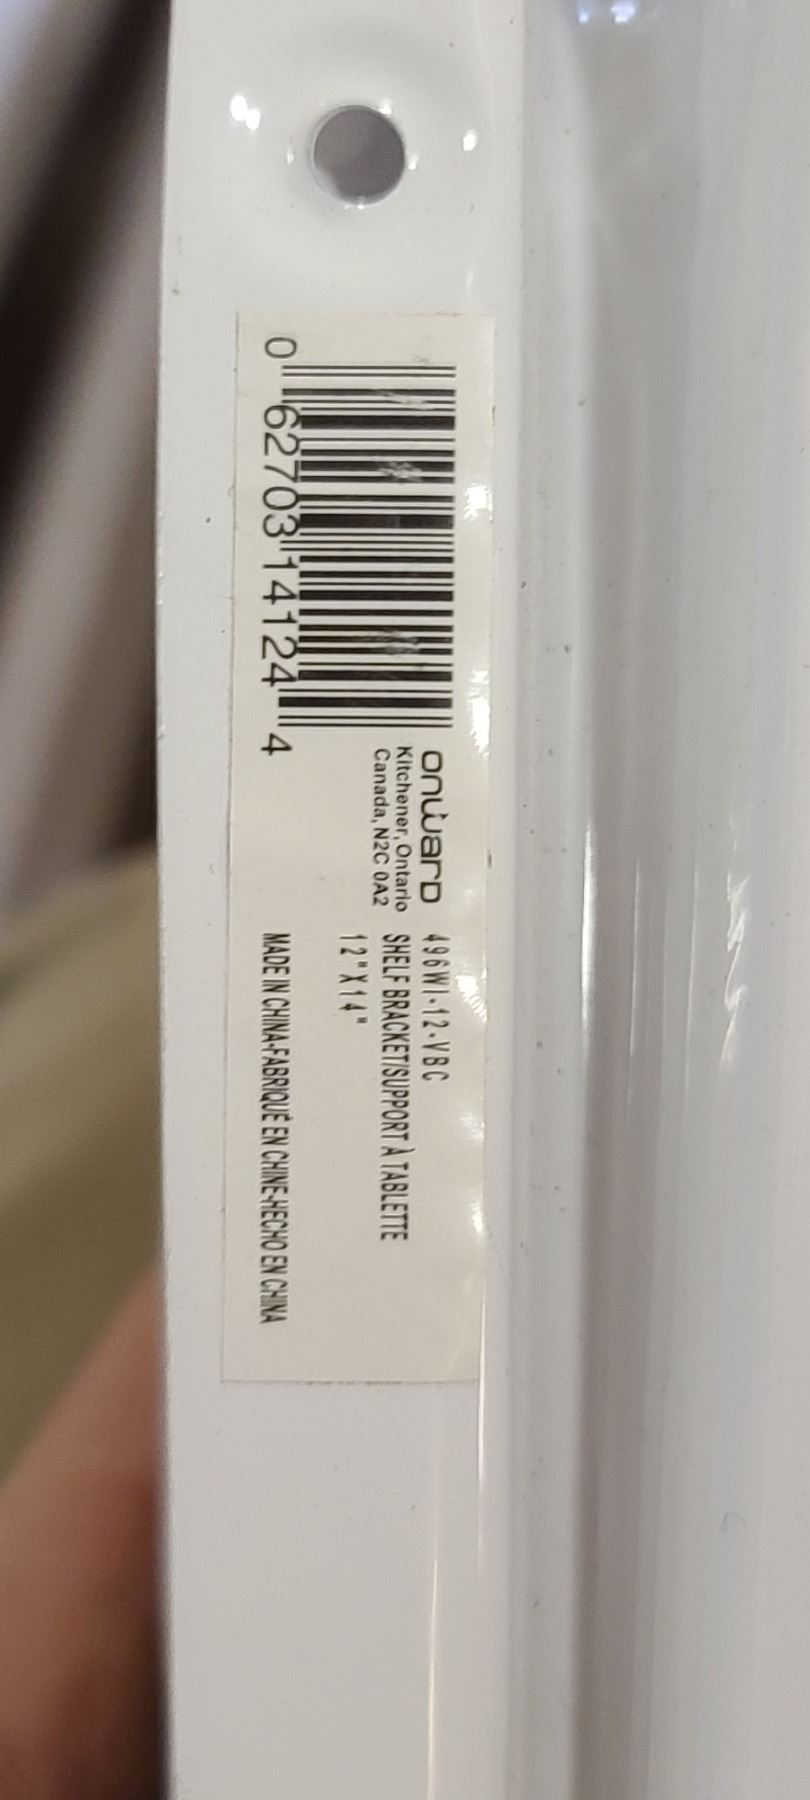 0 62703 14124 4
onward
Kitchener, Ontario
Canada, N2C 0A2
496WI-12-VBC
SHELF BRACKET/SUPPORT À TABLETTE
12"X14"
MADE IN CHINA-FABRIQUÉ EN CHINE-HECHO EN CHINA